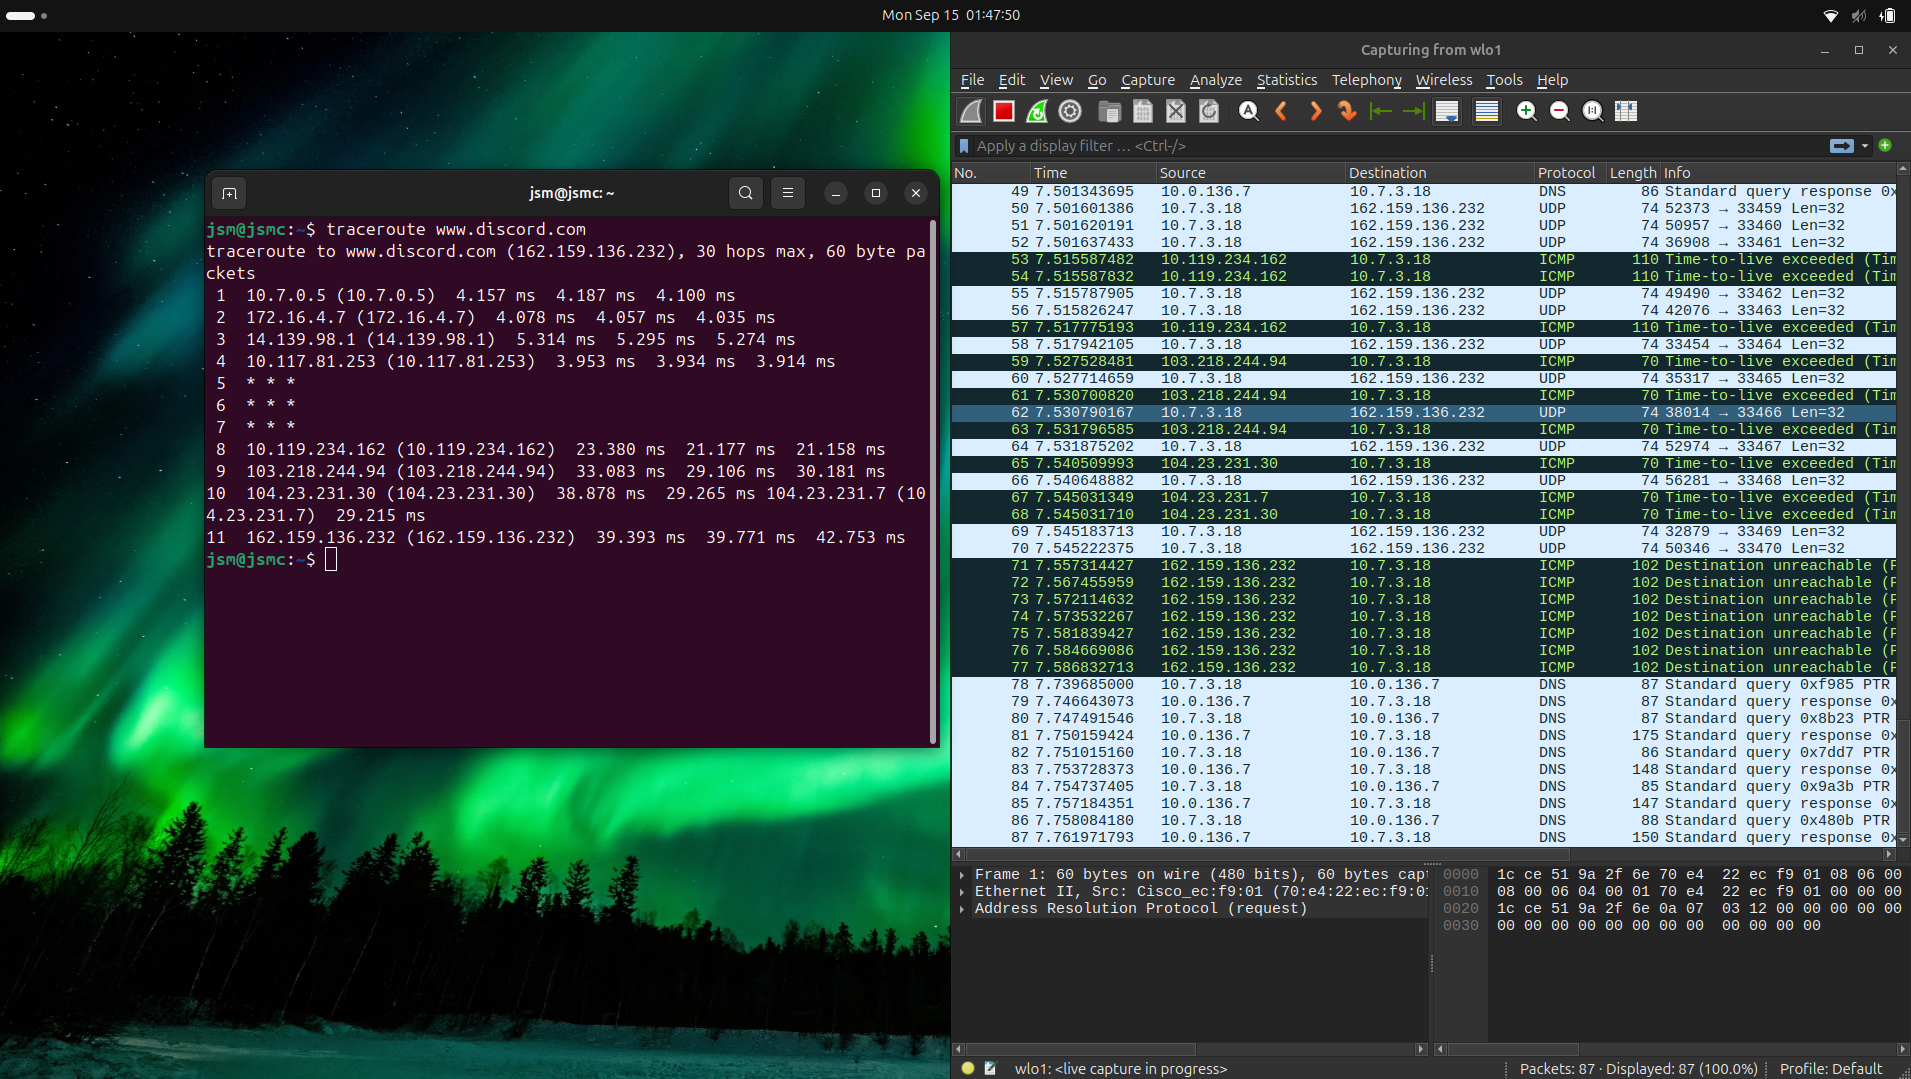 Mon Sep 15  01:47:50
jsm@jsmc: ~
jsm@jsmc:~$ traceroute www.discord.com
traceroute to www.discord.com (162.159.136.232), 30 hops max, 60 byte pa
ckets
 1  10.7.0.5 (10.7.0.5)  4.157 ms  4.187 ms  4.100 ms
 2  172.16.4.7 (172.16.4.7)  4.078 ms  4.057 ms  4.035 ms
 3  14.139.98.1 (14.139.98.1)  5.314 ms  5.295 ms  5.274 ms
 4  10.117.81.253 (10.117.81.253)  3.953 ms  3.934 ms  3.914 ms
 5  * * *
 6  * * *
 7  * * *
 8  10.119.234.162 (10.119.234.162)  23.380 ms  21.177 ms  21.158 ms
 9  103.218.244.94 (103.218.244.94)  33.083 ms  29.106 ms  30.181 ms
10  104.23.231.30 (104.23.231.30)  38.878 ms  29.265 ms 104.23.231.7 (10
4.23.231.7)  29.215 ms
11  162.159.136.232 (162.159.136.232)  39.393 ms  39.771 ms  42.753 ms
jsm@jsmc:~$
Capturing from wlo1
File Edit View Go Capture Analyze Statistics Telephony Wireless Tools Help
Apply a display filter … <Ctrl-/>
No. Time Source Destination Protocol Length Info
49 7.501343695 10.0.136.7 10.7.3.18 DNS 86 Standard query response 0x
50 7.501601386 10.7.3.18 162.159.136.232 UDP 74 52373 → 33459 Len=32
51 7.501620191 10.7.3.18 162.159.136.232 UDP 74 50957 → 33460 Len=32
52 7.501637433 10.7.3.18 162.159.136.232 UDP 74 36908 → 33461 Len=32
53 7.515587482 10.119.234.162 10.7.3.18 ICMP 110 Time-to-live exceeded (Tim
54 7.515587832 10.119.234.162 10.7.3.18 ICMP 110 Time-to-live exceeded (Tim
55 7.515787905 10.7.3.18 162.159.136.232 UDP 74 49490 → 33462 Len=32
56 7.515826247 10.7.3.18 162.159.136.232 UDP 74 42076 → 33463 Len=32
57 7.517775193 10.119.234.162 10.7.3.18 ICMP 110 Time-to-live exceeded (Tim
58 7.517942105 10.7.3.18 162.159.136.232 UDP 74 33454 → 33464 Len=32
59 7.527528481 103.218.244.94 10.7.3.18 ICMP 70 Time-to-live exceeded (Tim
60 7.527714659 10.7.3.18 162.159.136.232 UDP 74 35317 → 33465 Len=32
61 7.530700820 103.218.244.94 10.7.3.18 ICMP 70 Time-to-live exceeded (Tim
62 7.530790167 10.7.3.18 162.159.136.232 UDP 74 38014 → 33466 Len=32
63 7.531796585 103.218.244.94 10.7.3.18 ICMP 70 Time-to-live exceeded (Tim
64 7.531875202 10.7.3.18 162.159.136.232 UDP 74 52974 → 33467 Len=32
65 7.540509993 104.23.231.30 10.7.3.18 ICMP 70 Time-to-live exceeded (Tim
66 7.540648882 10.7.3.18 162.159.136.232 UDP 74 56281 → 33468 Len=32
67 7.545031349 104.23.231.7 10.7.3.18 ICMP 70 Time-to-live exceeded (Tim
68 7.545031710 104.23.231.30 10.7.3.18 ICMP 70 Time-to-live exceeded (Tim
69 7.545183713 10.7.3.18 162.159.136.232 UDP 74 32879 → 33469 Len=32
70 7.545222375 10.7.3.18 162.159.136.232 UDP 74 50346 → 33470 Len=32
71 7.557314427 162.159.136.232 10.7.3.18 ICMP 102 Destination unreachable (P
72 7.567455959 162.159.136.232 10.7.3.18 ICMP 102 Destination unreachable (P
73 7.572114632 162.159.136.232 10.7.3.18 ICMP 102 Destination unreachable (P
74 7.573532267 162.159.136.232 10.7.3.18 ICMP 102 Destination unreachable (P
75 7.581839427 162.159.136.232 10.7.3.18 ICMP 102 Destination unreachable (P
76 7.584669086 162.159.136.232 10.7.3.18 ICMP 102 Destination unreachable (P
77 7.586832713 162.159.136.232 10.7.3.18 ICMP 102 Destination unreachable (P
78 7.739685000 10.7.3.18 10.0.136.7 DNS 87 Standard query 0xf985 PTR
79 7.746643073 10.0.136.7 10.7.3.18 DNS 87 Standard query response 0x
80 7.747491546 10.7.3.18 10.0.136.7 DNS 87 Standard query 0x8b23 PTR
81 7.750159424 10.0.136.7 10.7.3.18 DNS 175 Standard query response 0x
82 7.751015160 10.7.3.18 10.0.136.7 DNS 86 Standard query 0x7dd7 PTR
83 7.753728373 10.0.136.7 10.7.3.18 DNS 148 Standard query response 0x
84 7.754737405 10.7.3.18 10.0.136.7 DNS 85 Standard query 0x9a3b PTR
85 7.757184351 10.0.136.7 10.7.3.18 DNS 147 Standard query response 0x
86 7.758084180 10.7.3.18 10.0.136.7 DNS 88 Standard query 0x480b PTR
87 7.761971793 10.0.136.7 10.7.3.18 DNS 150 Standard query response 0x
Frame 1: 60 bytes on wire (480 bits), 60 bytes capt
Ethernet II, Src: Cisco_ec:f9:01 (70:e4:22:ec:f9:01
Address Resolution Protocol (request)
0000 1c ce 51 9a 2f 6e 70 e4 22 ec f9 01 08 06 00
0010 08 00 06 04 00 01 70 e4 22 ec f9 01 00 00 00
0020 1c ce 51 9a 2f 6e 0a 07 03 12 00 00 00 00 00
0030 00 00 00 00 00 00 00 00 00 00 00 00
wlo1: <live capture in progress>
Packets: 87 · Displayed: 87 (100.0%)
Profile: Default